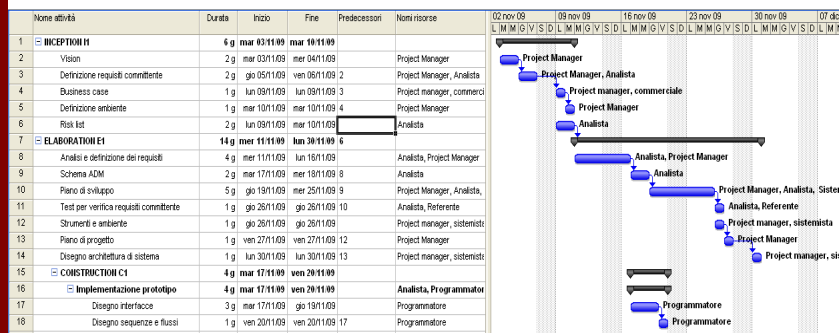 Nome attività Durata Inizio Fine Predecessori Nomi risorse 02 nov 09 09 nov 09 16 nov 09 23 nov 09 30 nov 09 07 dic
L M M G V S D L M M G V S D L M M G V S D L M M G V S D L M M G V S D L M
1 INCEPTION I1 6 g mar 03/11/09 mar 10/11/09
2 Vision 2 g mar 03/11/09 mer 04/11/09 Project Manager Project Manager
3 Definizione requisiti committente 2 g gio 05/11/09 ven 06/11/09 2 Project Manager, Analista Project Manager, Analista
4 Business case 1 g lun 09/11/09 lun 09/11/09 3 Project manager, commerci Project manager, commerciale
5 Definizione ambiente 1 g mar 10/11/09 mar 10/11/09 4 Project Manager Project Manager
6 Risk list 2 g lun 09/11/09 mar 10/11/09 Analista Analista
7 ELABORATION E1 14 g mer 11/11/09 lun 30/11/09 6
8 Analisi e definizione dei requisiti 4 g mer 11/11/09 lun 16/11/09 Analista, Project Manager Analista, Project Manager
9 Schema ADM 2 g mar 17/11/09 mer 18/11/09 8 Analista Analista
10 Piano di sviluppo 5 g gio 19/11/09 mer 25/11/09 9 Project Manager, Analista, Project Manager, Analista, Sister
11 Test per verifica requisiti committente 1 g gio 26/11/09 gio 26/11/09 10 Analista, Referente Analista, Referente
12 Strumenti e ambiente 1 g gio 26/11/09 gio 26/11/09 Project manager, sistemista Project manager, sistemista
13 Piano di progetto 1 g ven 27/11/09 ven 27/11/09 12 Project Manager Project Manager
14 Disegno architettura di sistema 1 g lun 30/11/09 lun 30/11/09 13 Project manager, sistemista Project manager, sis
15 CONSTRUCTION C1 4 g mar 17/11/09 ven 20/11/09
16 Implementazione prototipo 4 g mar 17/11/09 ven 20/11/09 Analista, Programmator
17 Disegno interfacce 3 g mar 17/11/09 gio 19/11/09 Programmatore Programmatore
18 Disegno sequenze e flussi 1 g ven 20/11/09 ven 20/11/09 17 Programmatore Programmatore